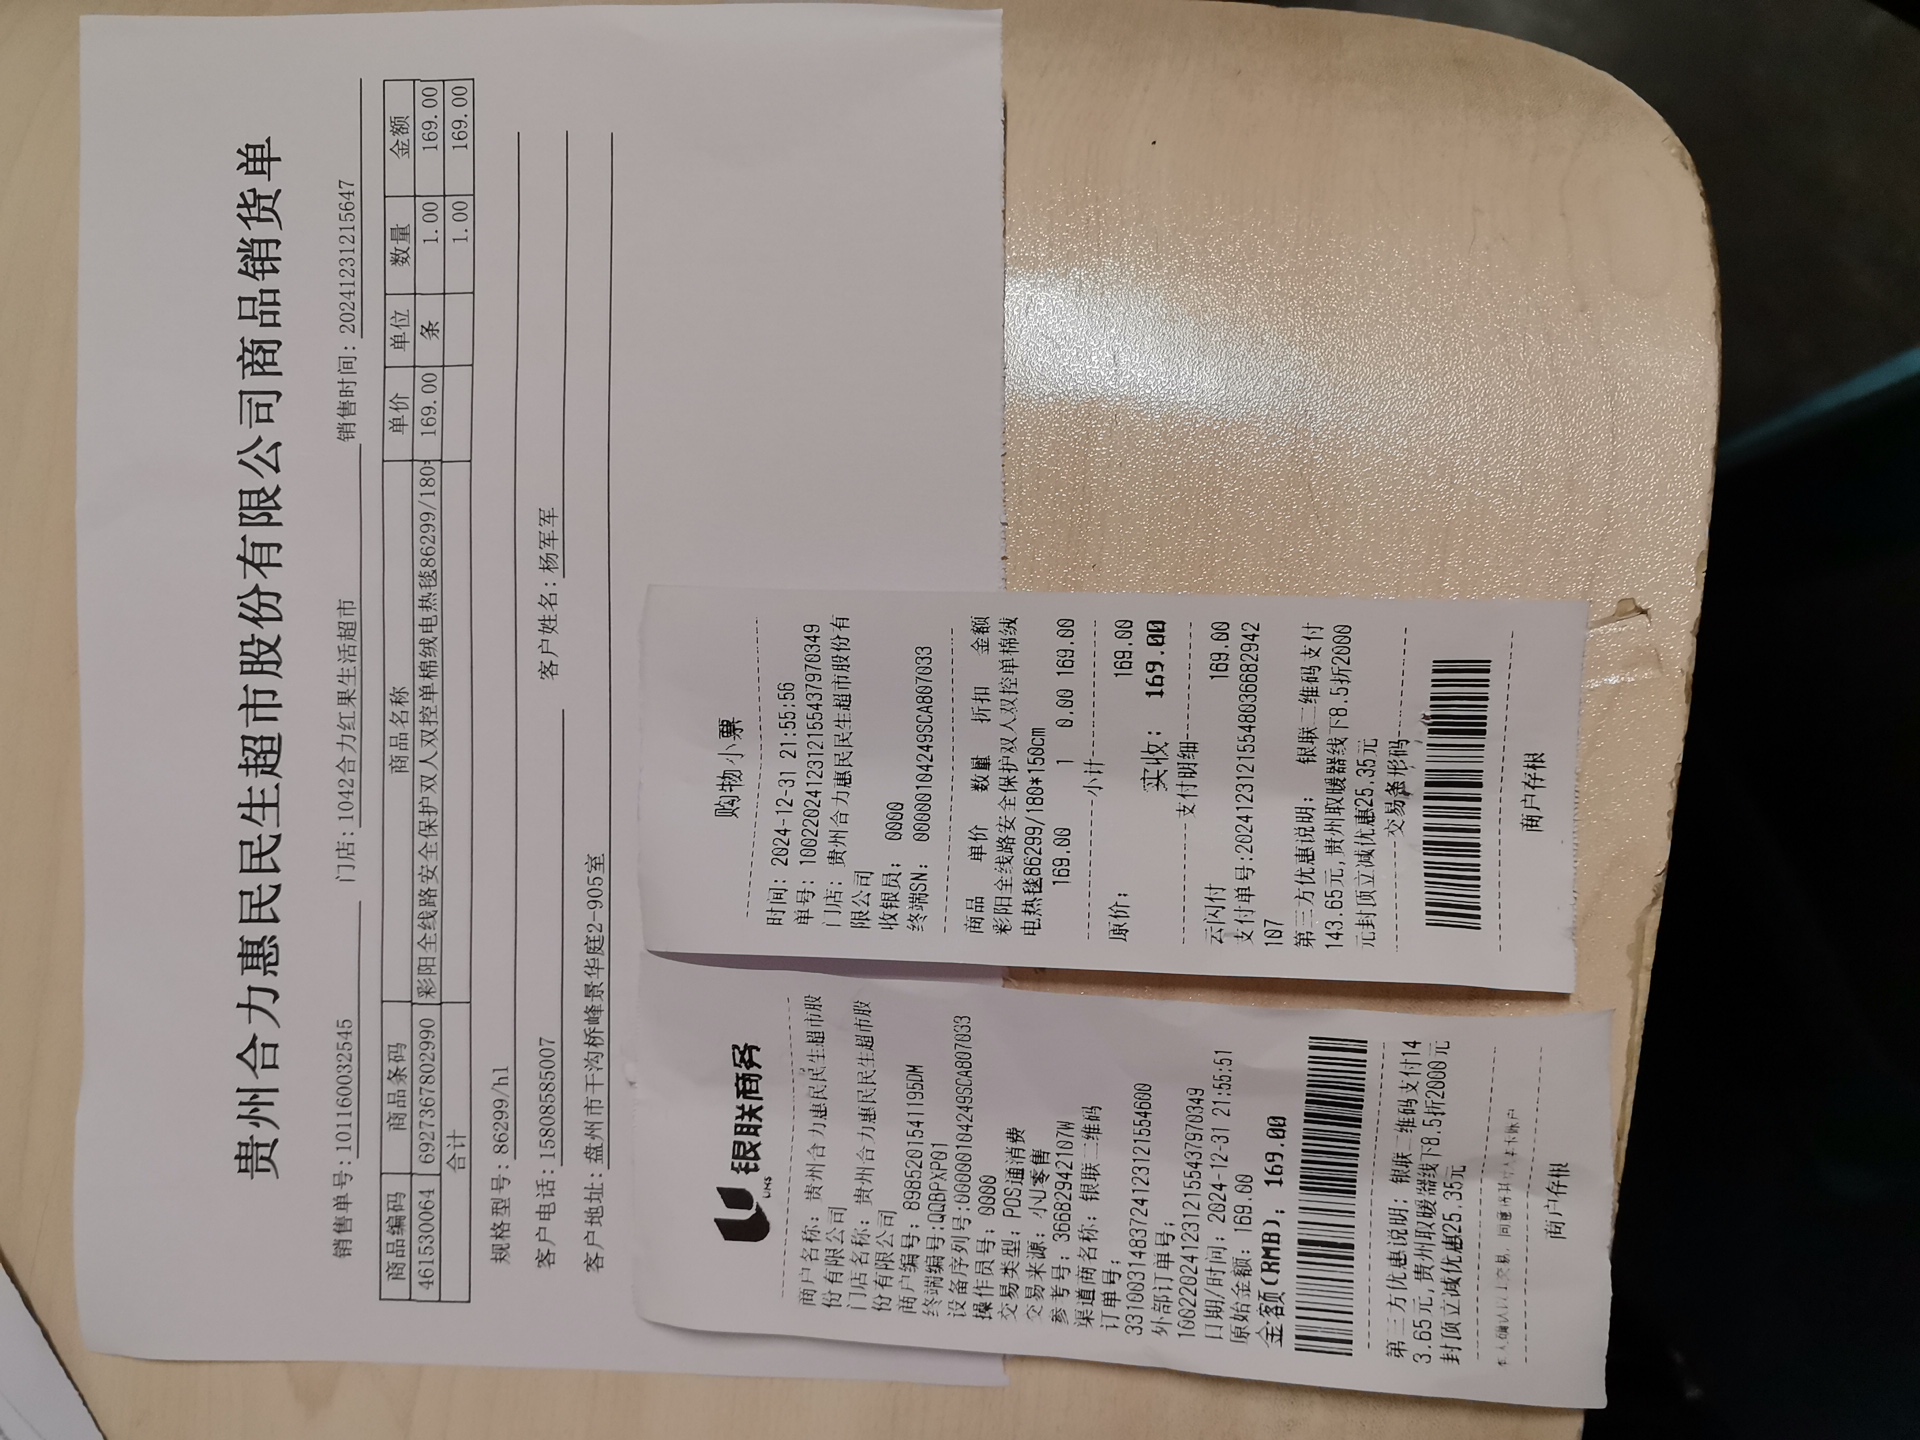 贵州合力惠民民生超市股份有限公司商品销货单
销售单号:101160032545 门店:1042合力红果生活超市 销售时间:20241231215647
商品编码 商品条码 商品名称 单价 单位 数量 金额
461530064 6927367802990 彩阳全线路安全保护双人双控单棉绒电热毯86299/180 169.00 条 1.00 169.00
合计 1.00 169.00
规格型号:86299/hl
客户电话:15808585007 客户姓名:杨军军
客户地址:盘州市干沟桥峰景华庭2-905室
银联商务
UMS
商户名称: 贵州合力惠民民生超市股
份有限公司
门店名称: 贵州合力惠民民生超市股
份有限公司
商户编号: 89852015411195DM
终端编号:QQBPXP01
设备序列号:00000104249SCA807033
操作员号: 0000
交易类型: POS通消费
交易来源: 小U零售
参考号: 36682942107W
渠道商名称: 银联二维码
订单号:
33100314837241231215548​00
外部订单号:
10022024123121554379​70349
日期/时间: 2024-12-31 21:55:51
原始金额: 169.00
金额(RMB): 169.00
第三方优惠说明: 银联二维码支付14
3.65元,贵州取暖器线下8.5折2000元
封顶立减优惠25.35元
商户存根
购物小票
时间: 2024-12-31 21:55:56
单号: 1002202412312155437970349
门店: 贵州合力惠民民生超市股份有
限公司
收银员: 0000
终端SN: 00000104249SCA807033
商品 单价 数量 折扣 金额
彩阳全线路安全保护双人双控单棉绒
电热毯86299/180*150cm
169.00 1 0.00 169.00
小计
原价: 169.00
实收: 169.00
支付明细
云闪付 169.00
支付单号:20241231215548036682942
107
第三方优惠说明: 银联二维码支付
143.65元,贵州取暖器线下8.5折2000
元封顶立减优惠25.35元
交易条形码
商户存根